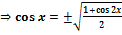 ⇒ cos x = ±√((1+cos 2x)/2)